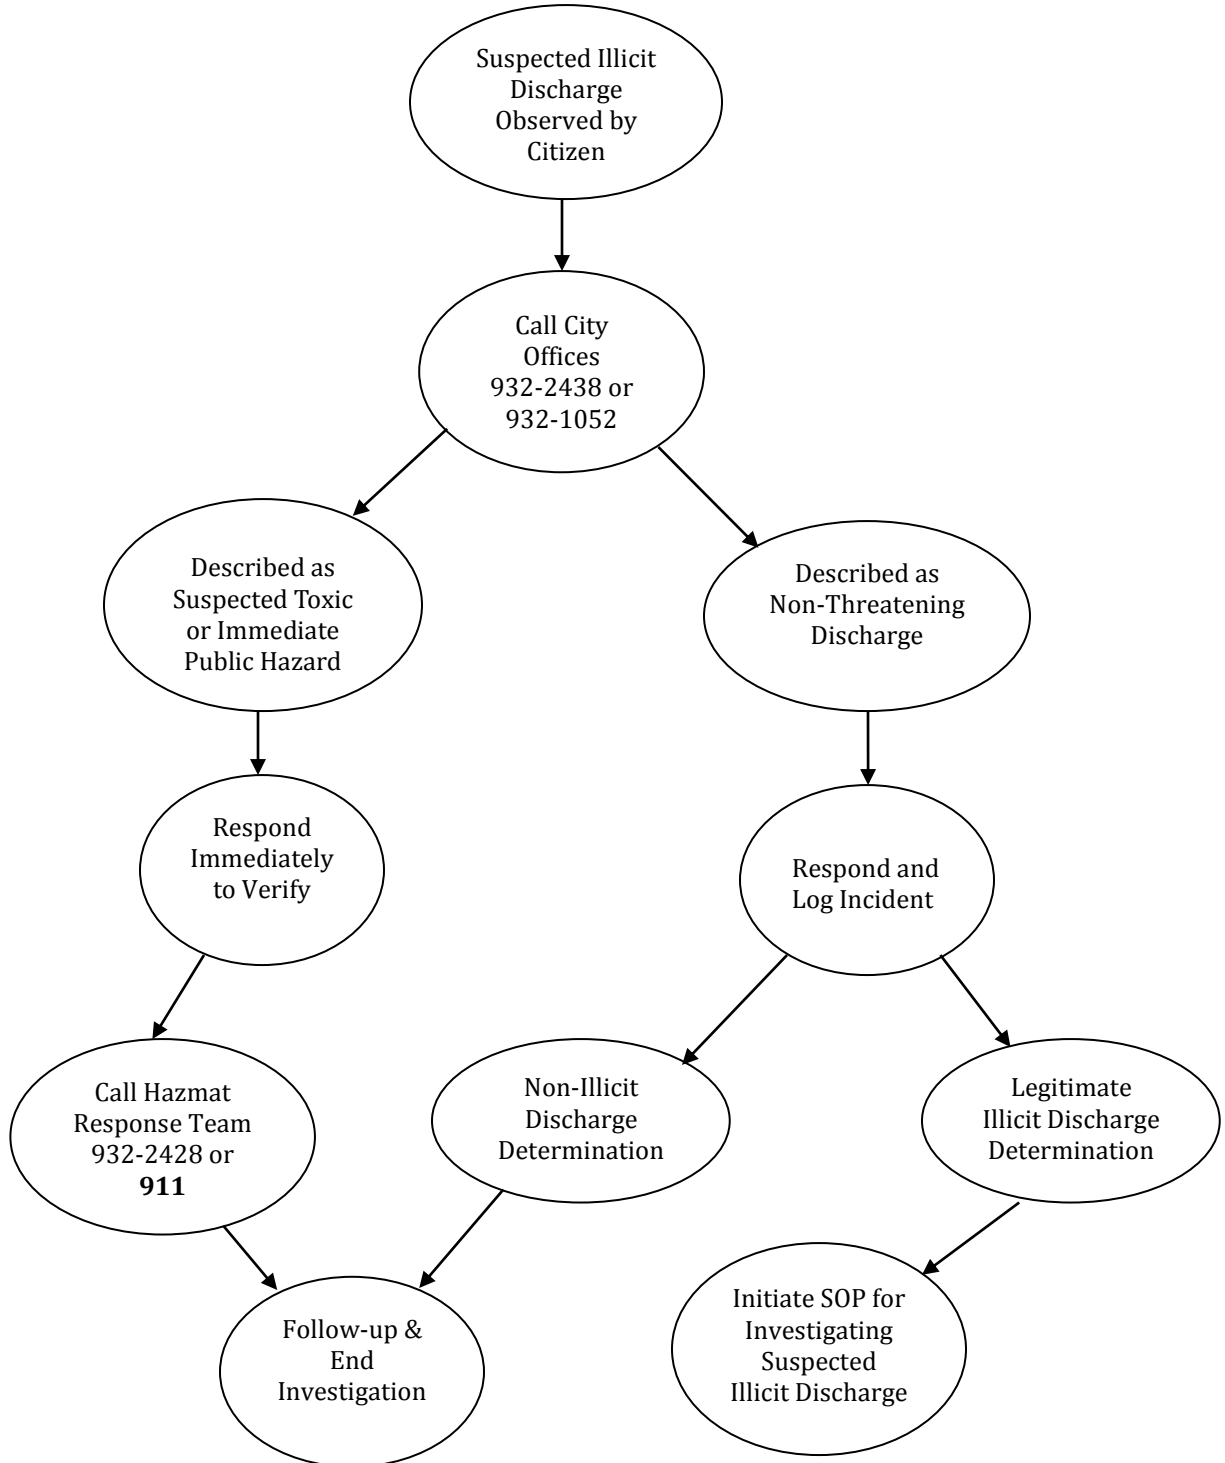 Suspected Illicit
Discharge
Observed by
Citizen
Call City
Offices
932-2438 or
932-1052
Described as
Suspected Toxic
or Immediate
Public Hazard
Described as
Non-Threatening
Discharge
Respond
Immediately
to Verify
Respond and
Log Incident
Call Hazmat
Response Team
932-2428 or
911
Non-Illicit
Discharge
Determination
Legitimate
Illicit Discharge
Determination
Follow-up &
End
Investigation
Initiate SOP for
Investigating
Suspected
Illicit Discharge